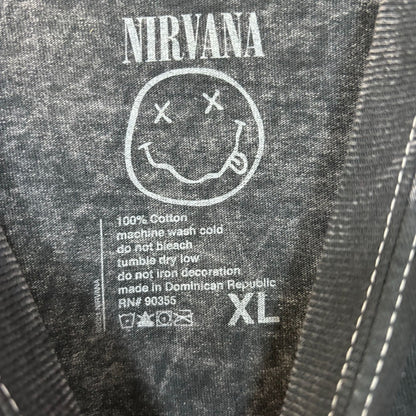 NIRVANA
100% Cotton
machine wash cold
do not bleach
tumble dry low
do not iron decoration
made in Dominican Republic
RN# 90355
XL
NIRVANA